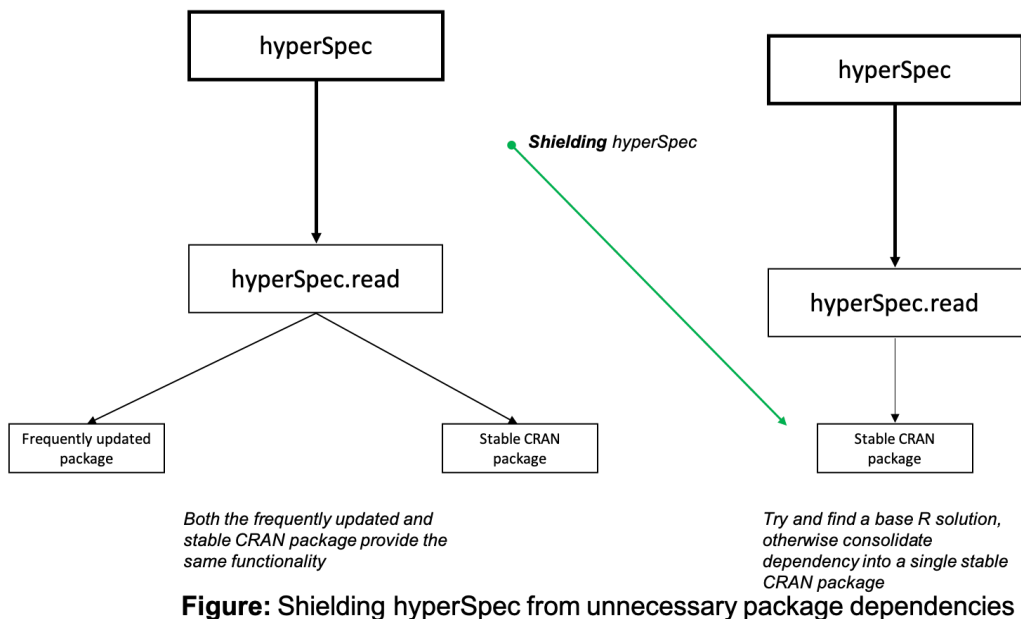 hyperSpec
hyperSpec.read
Frequently updated
package
Stable CRAN
package
Both the frequently updated and
stable CRAN package provide the
same functionality
Shielding hyperSpec
hyperSpec
hyperSpec.read
Stable CRAN
package
Try and find a base R solution,
otherwise consolidate
dependency into a single stable
CRAN package
Figure: Shielding hyperSpec from unnecessary package dependencies